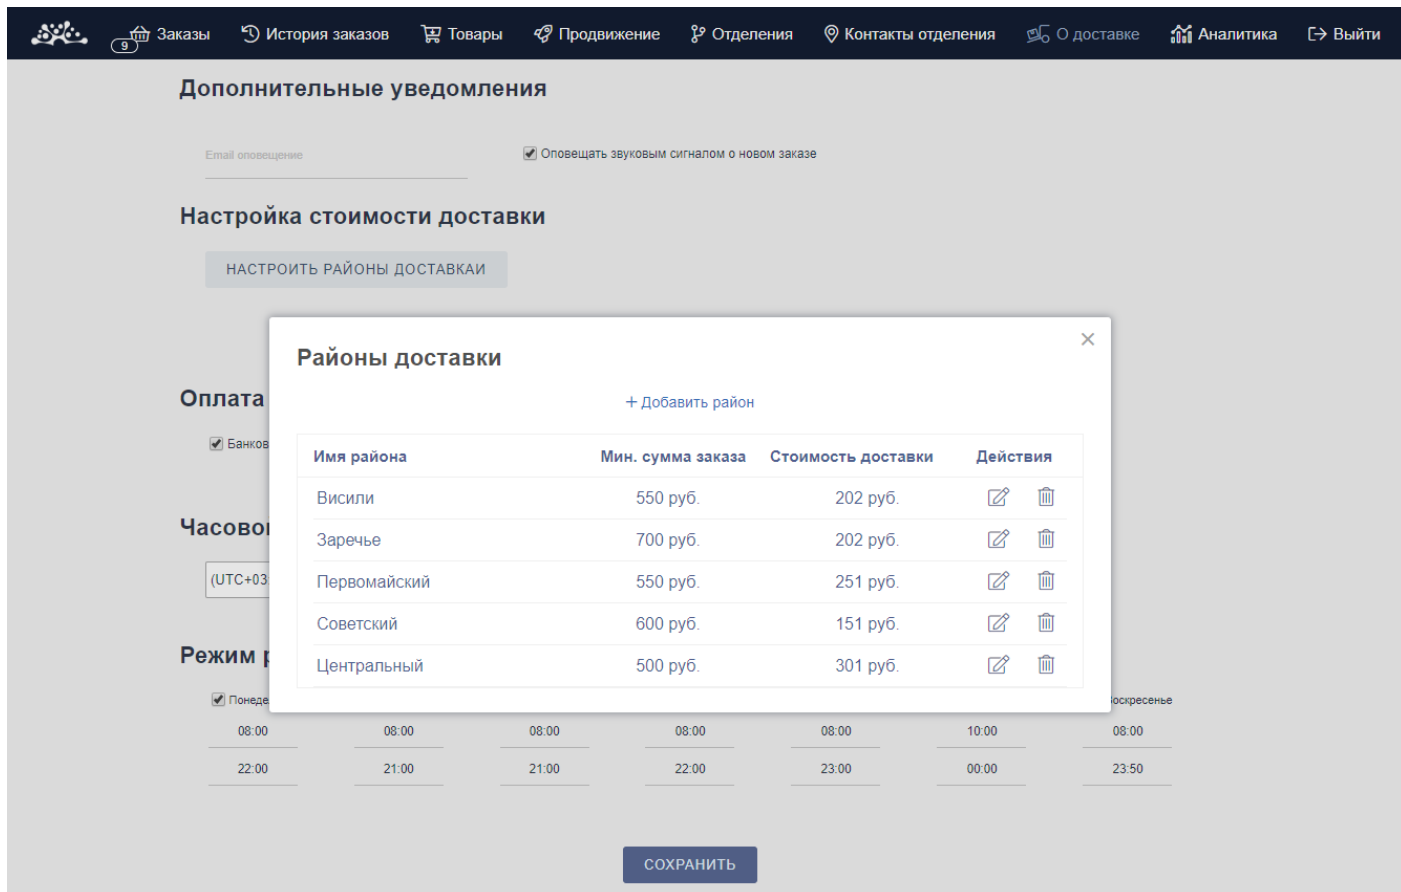 9 Заказы История заказов Товары Продвижение Отделения Контакты отделения О доставке Аналитика Выйти
Дополнительные уведомления
Email оповещение Оповещать звуковым сигналом о новом заказе
Настройка стоимости доставки
НАСТРОИТЬ РАЙОНЫ ДОСТАВКАИ
×
Районы доставки
Оплата
+ Добавить район
Банков
Имя района Мин. сумма заказа Стоимость доставки Действия
Висили 550 руб. 202 руб.
Часово
Заречье 700 руб. 202 руб.
(UTC+03
Первомайский 550 руб. 251 руб.
Советский 600 руб. 151 руб.
Режим р
Центральный 500 руб. 301 руб.
Понеде оскресенье
08:00 08:00 08:00 08:00 08:00 10:00 08:00
22:00 21:00 21:00 22:00 23:00 00:00 23:50
СОХРАНИТЬ